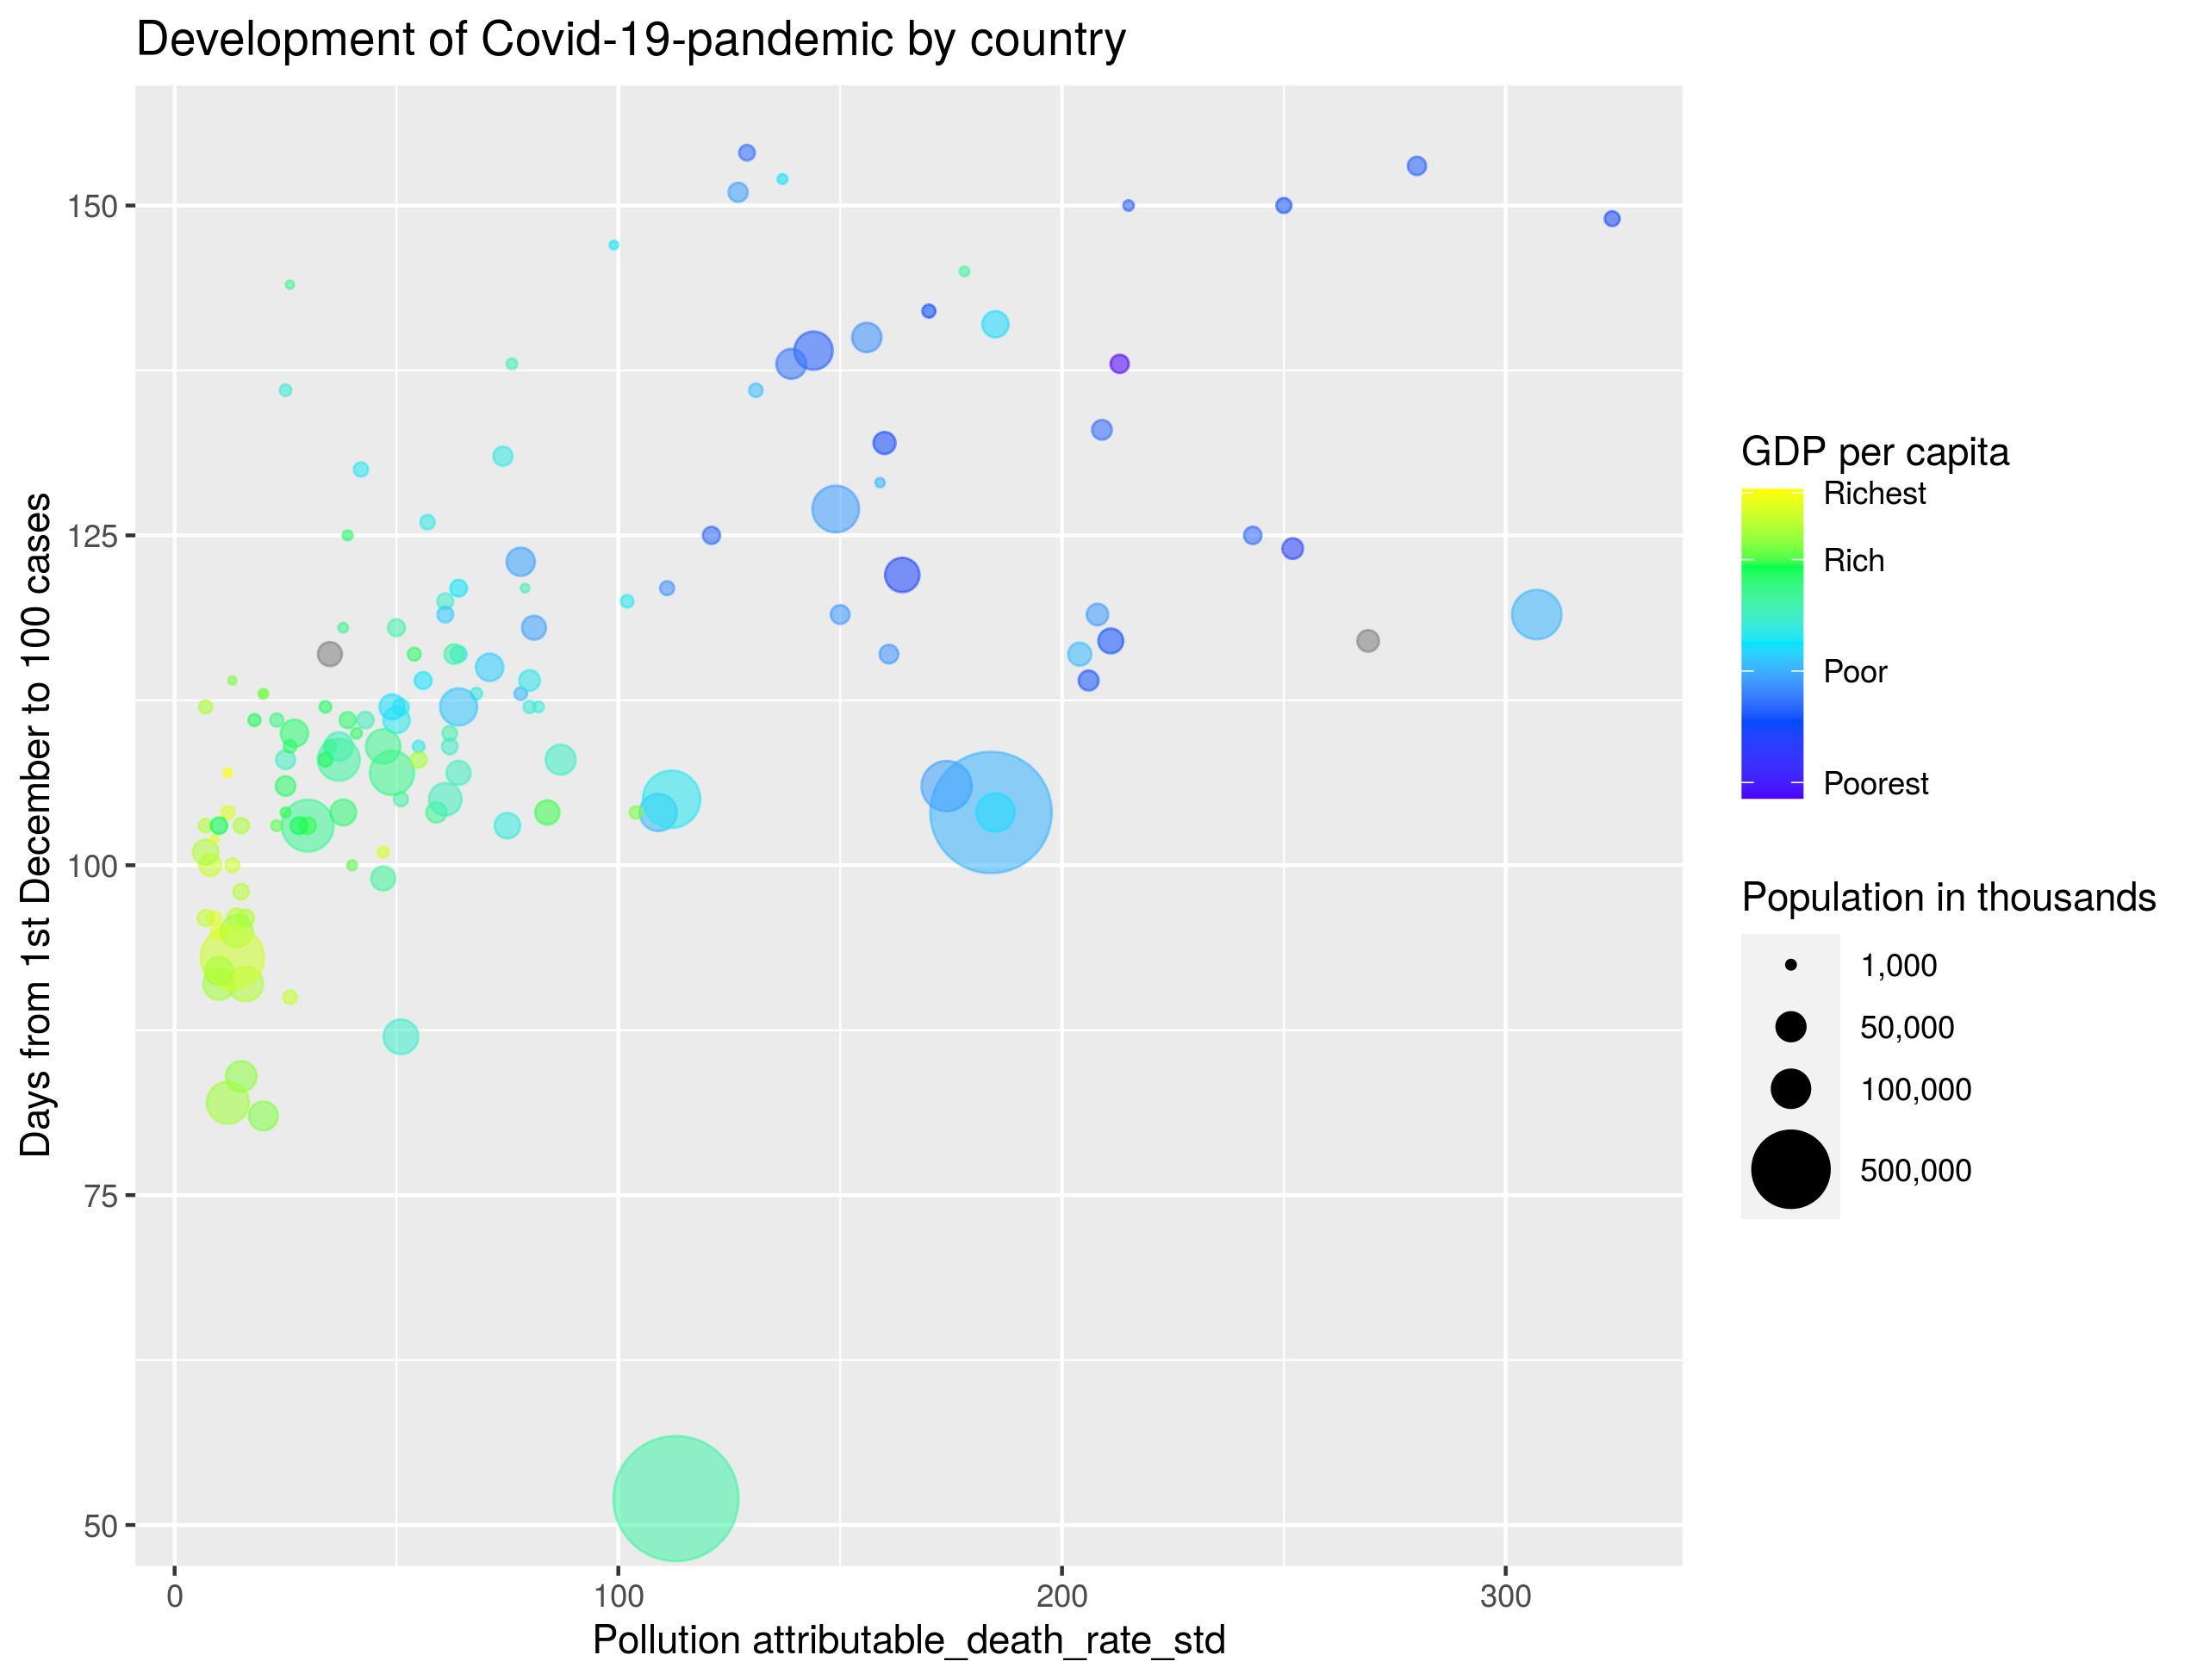 Development of Covid-19-pandemic by country
Days from 1st December to 100 cases
150
125
100
75
50
0
100
200
300
Pollution attributable_death_rate_std
GDP per capita
Richest
Rich
Poor
Poorest
Population in thousands
1,000
50,000
100,000
500,000